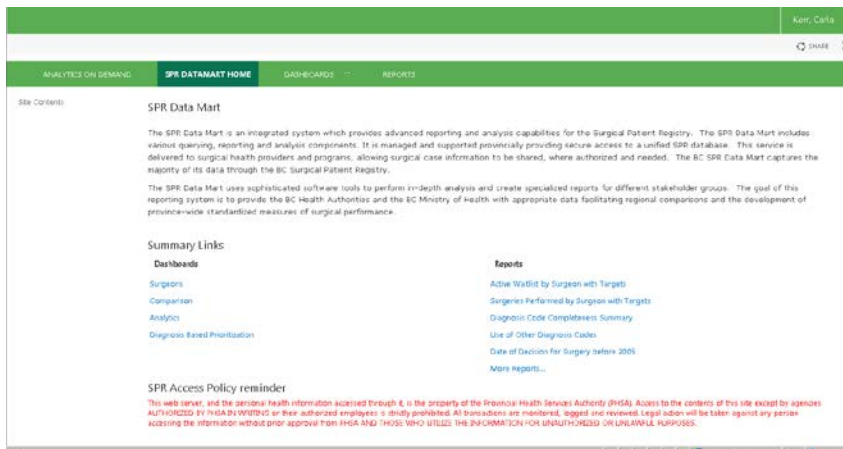 Kerr, Carla
SHARE
ANALYTICS ON DEMAND
SPR DATAMART HOME
DASHBOARDS
REPORTS
Site Contents
SPR Data Mart
The SPR Data Mart is an integrated system which provides advanced reporting and analysis capabilities for the Surgical Patient Registry. The SPR Data Mart includes
various querying, reporting and analysis components. It is managed and supported provincially providing secure access to a unified SPR database. This service is
delivered to surgical health providers and programs, allowing surgical case information to be shared, where authorized and needed. The BC SPR Data Mart captures the
majority of its data through the BC Surgical Patient Registry.
The SPR Data Mart uses sophisticated software tools to perform in-depth analysis and create specialized reports for different stakeholder groups. The goal of this
reporting system is to provide the BC Health Authorities and the BC Ministry of Health with appropriate data facilitating regional comparisons and the development of
province-wide standardized measures of surgical performance.
Summary Links
Dashboards
Surgeons
Comparison
Analytics
Diagnosis Based Prioritization
Reports
Active Waitlist by Surgeon with Targets
Surgeries Performed by Surgeon with Targets
Diagnosis Code Completeness Summary
Use of Other Diagnosis Codes
Date of Decision for Surgery before 2005
More Reports...
SPR Access Policy reminder
This web server, and the personal health information accessed through it, is the property of the Provincial Health Services Authority (PHSA). Access to the contents of this site except by agencies
AUTHORIZED BY PHSA IN WRITING or their authorized employees is strictly prohibited. All transactions are monitored, logged and reviewed. Legal action will be taken against any person
accessing the information without prior approval from PHSA AND THOSE WHO UTILIZE THE INFORMATION FOR UNAUTHORIZED OR UNLAWFUL PURPOSES.